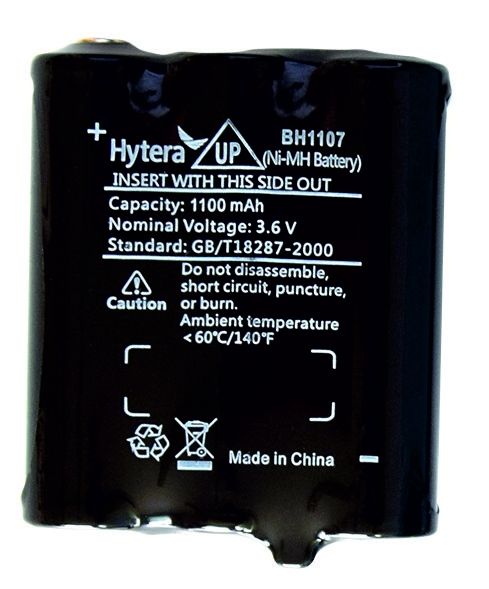 + Hytera UP BH1107
(Ni-MH Battery)
INSERT WITH THIS SIDE OUT
Capacity: 1100 mAh
Nominal Voltage: 3.6 V
Standard: GB/T18287-2000
Caution
Do not disassemble,
short circuit, puncture,
or burn.
Ambient temperature
<60℃/140℉
Made in China -